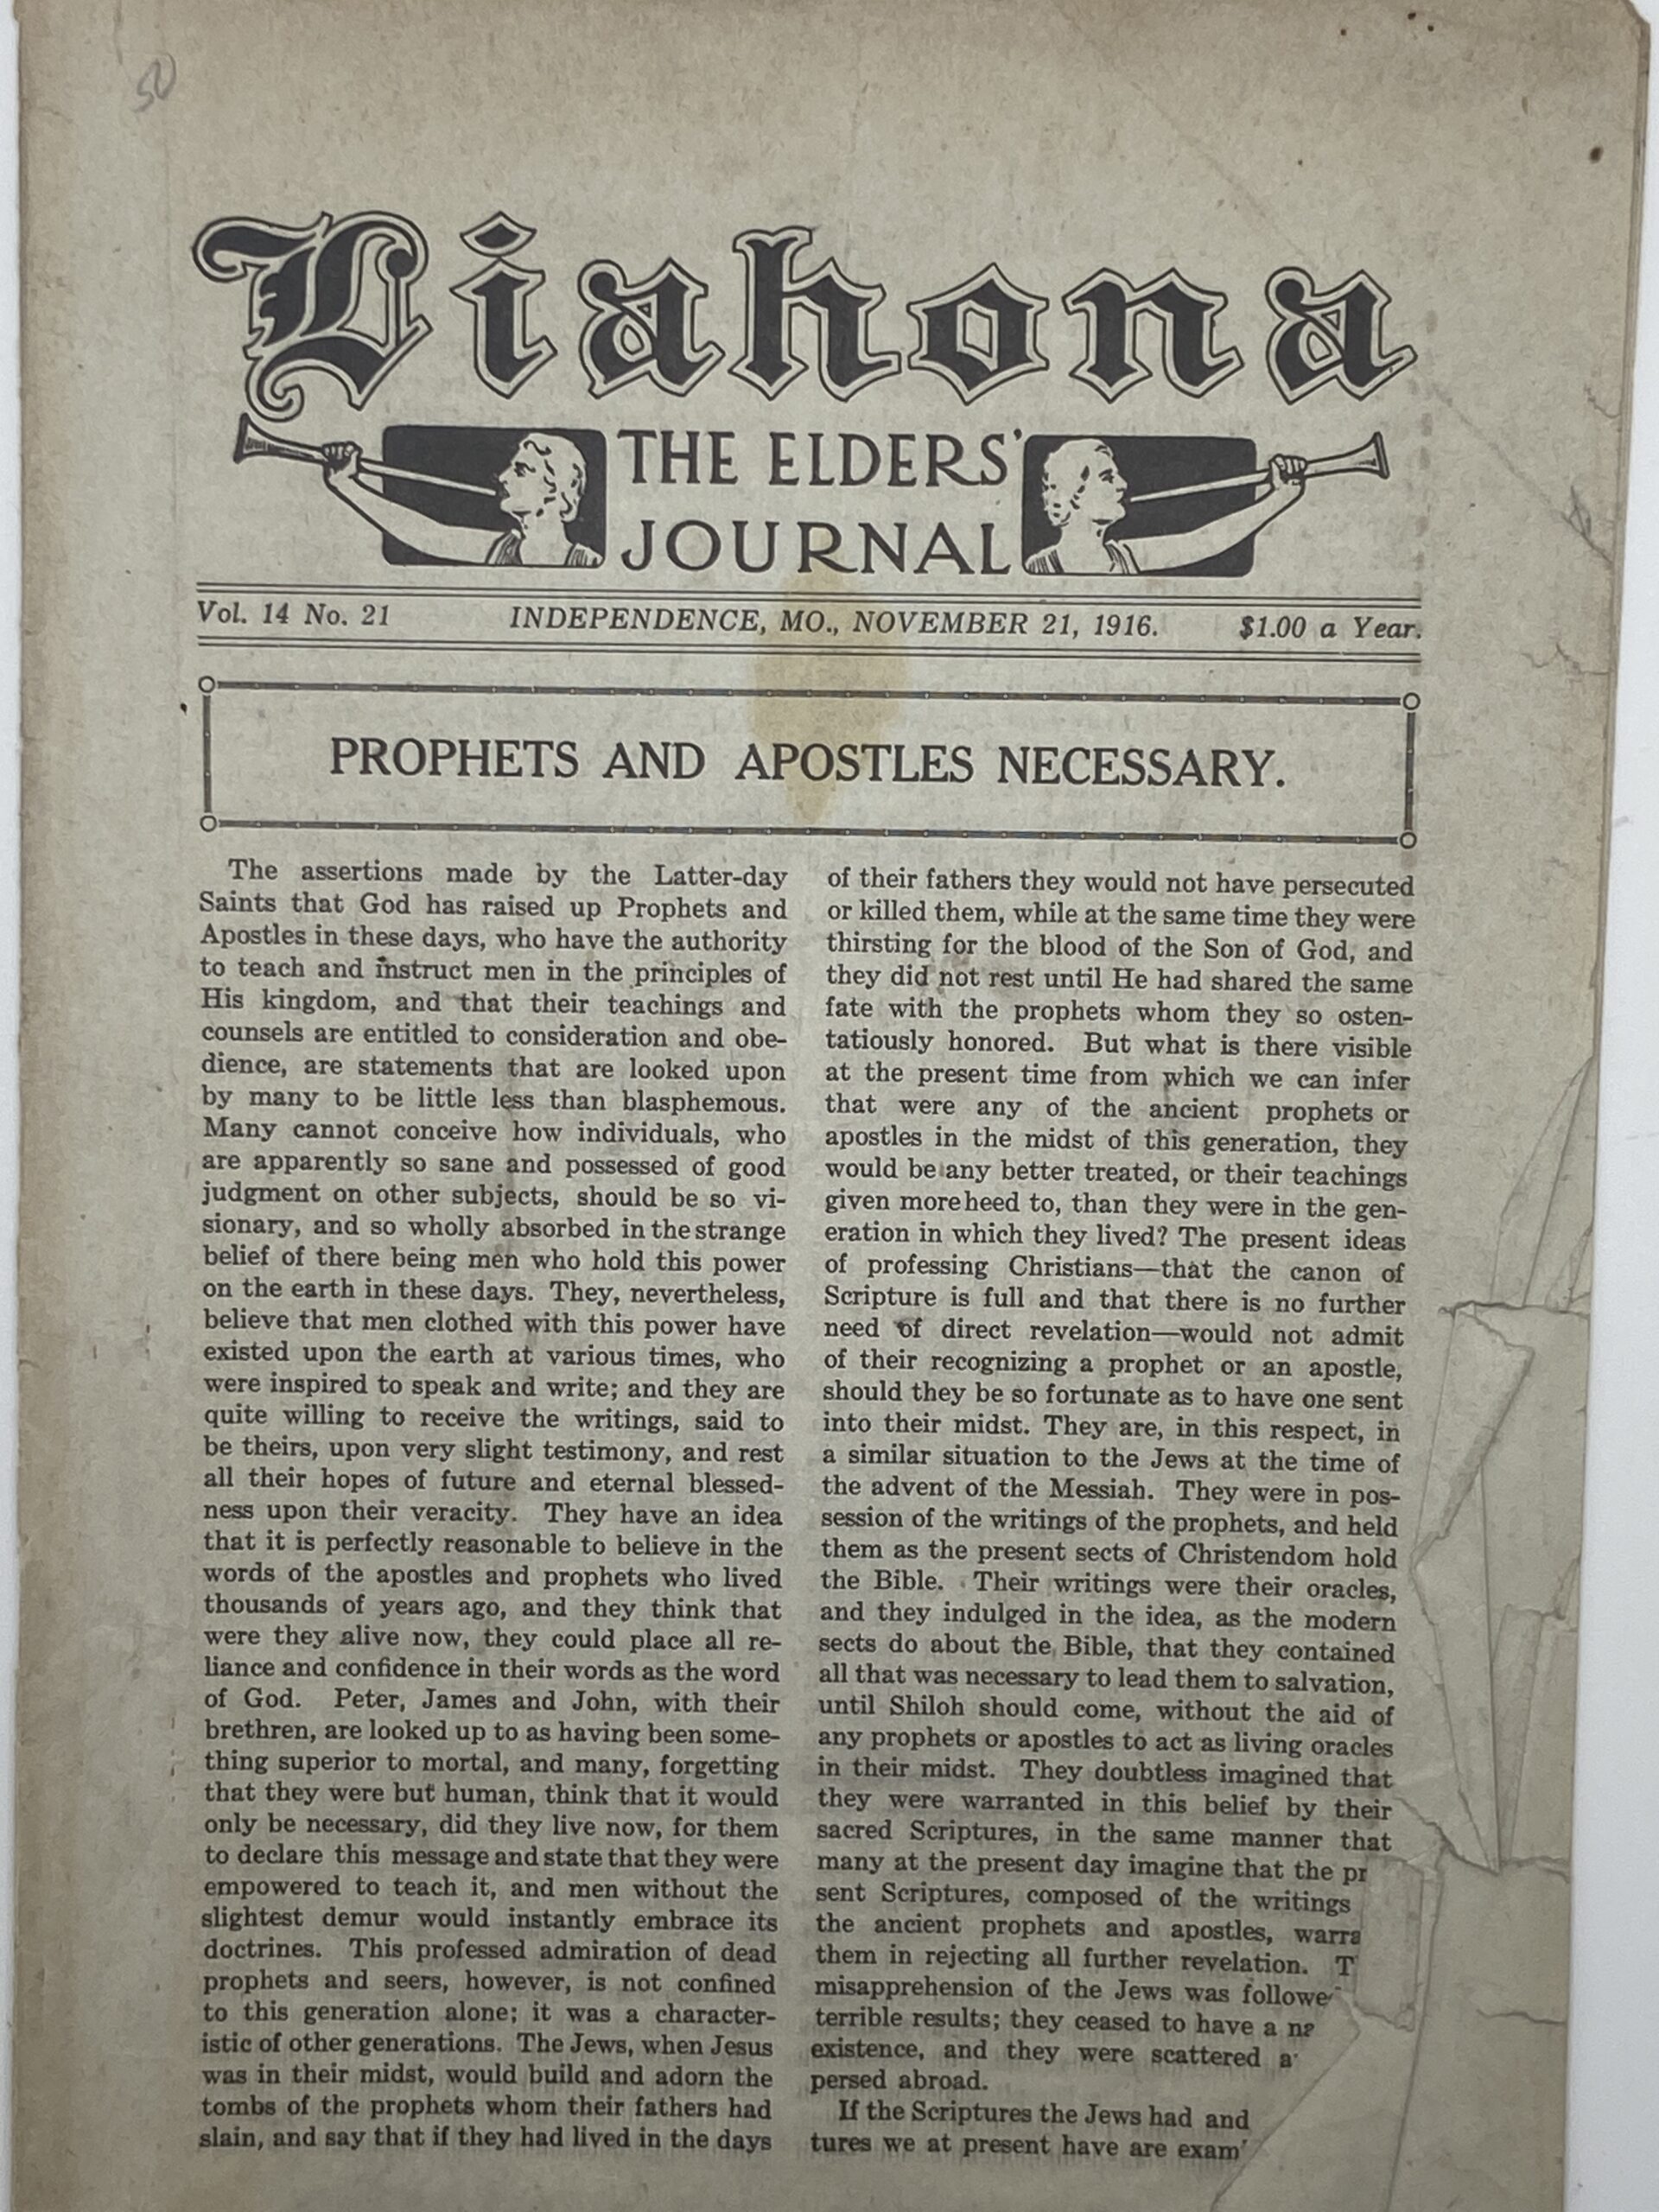 50
Liahona
THE ELDERS'
JOURNAL
Vol. 14 No. 21 INDEPENDENCE, MO., NOVEMBER 21, 1916. $1.00 a Year.
PROPHETS AND APOSTLES NECESSARY.
The assertions made by the Latter-day
Saints that God has raised up Prophets and
Apostles in these days, who have the authority
to teach and instruct men in the principles of
His kingdom, and that their teachings and
counsels are entitled to consideration and obe-
dience, are statements that are looked upon
by many to be little less than blasphemous.
Many cannot conceive how individuals, who
are apparently so sane and possessed of good
judgment on other subjects, should be so vi-
sionary, and so wholly absorbed in the strange
belief of there being men who hold this power
on the earth in these days. They, nevertheless,
believe that men clothed with this power have
existed upon the earth at various times, who
were inspired to speak and write; and they are
quite willing to receive the writings, said to
be theirs, upon very slight testimony, and rest
all their hopes of future and eternal blessed-
ness upon their veracity. They have an idea
that it is perfectly reasonable to believe in the
words of the apostles and prophets who lived
thousands of years ago, and they think that
were they alive now, they could place all re-
liance and confidence in their words as the word
of God. Peter, James and John, with their
brethren, are looked up to as having been some-
thing superior to mortal, and many, forgetting
that they were but human, think that it would
only be necessary, did they live now, for them
to declare this message and state that they were
empowered to teach it, and men without the
slightest demur would instantly embrace its
doctrines. This professed admiration of dead
prophets and seers, however, is not confined
to this generation alone; it was a character-
istic of other generations. The Jews, when Jesus
was in their midst, would build and adorn the
tombs of the prophets whom their fathers had
slain, and say that if they had lived in the days
of their fathers they would not have persecuted
or killed them, while at the same time they were
thirsting for the blood of the Son of God, and
they did not rest until He had shared the same
fate with the prophets whom they so osten-
tatiously honored. But what is there visible
at the present time from which we can infer
that were any of the ancient prophets or
apostles in the midst of this generation, they
would be any better treated, or their teachings
given more heed to, than they were in the gen-
eration in which they lived? The present ideas
of professing Christians—that the canon of
Scripture is full and that there is no further
need of direct revelation—would not admit
of their recognizing a prophet or an apostle,
should they be so fortunate as to have one sent
into their midst. They are, in this respect, in
a similar situation to the Jews at the time of
the advent of the Messiah. They were in pos-
session of the writings of the prophets, and held
them as the present sects of Christendom hold
the Bible. Their writings were their oracles,
and they indulged in the idea, as the modern
sects do about the Bible, that they contained
all that was necessary to lead them to salvation,
until Shiloh should come, without the aid of
any prophets or apostles to act as living oracles
in their midst. They doubtless imagined that
they were warranted in this belief by their
sacred Scriptures, in the same manner that
many at the present day imagine that the pr
sent Scriptures, composed of the writings
the ancient prophets and apostles, warra
them in rejecting all further revelation. T
misapprehension of the Jews was followe
terrible results; they ceased to have a na
existence, and they were scattered a
persed abroad.
If the Scriptures the Jews had and
tures we at present have are exam